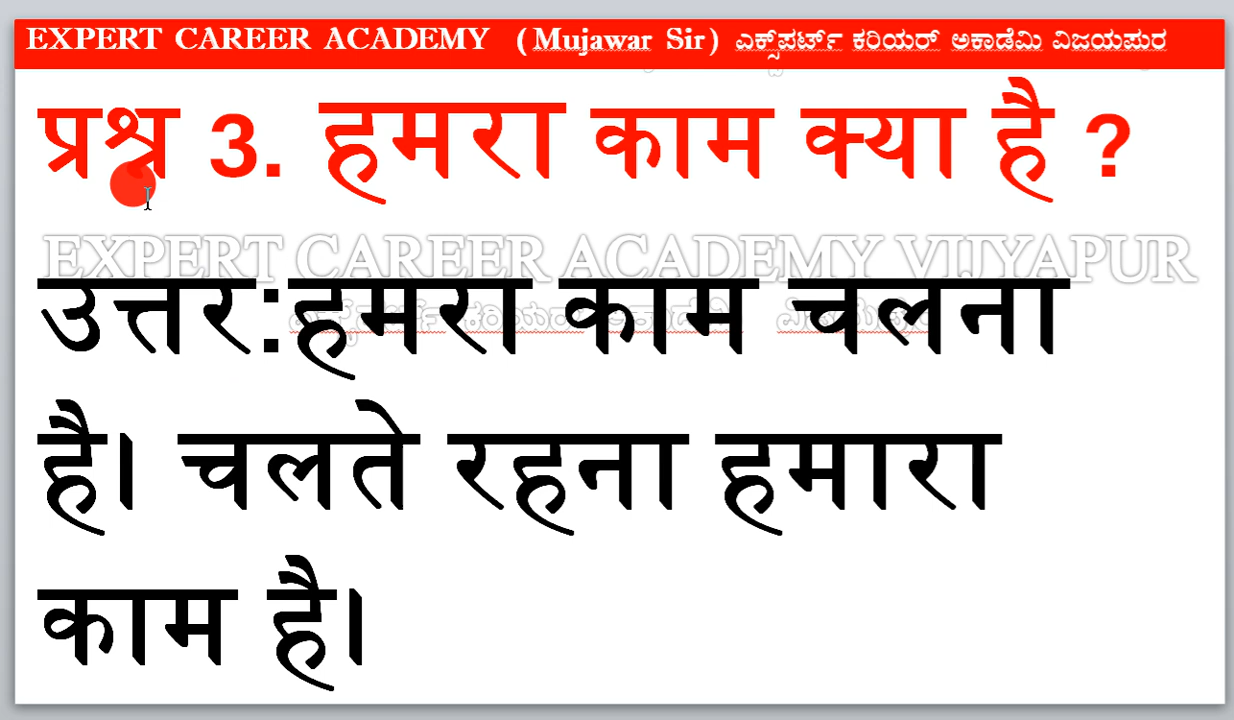 EXPERT CAREER ACADEMY (Mujawar Sir) ಎಕ್ಸ್‌ಪರ್ಟ್ ಕರಿಯರ್ ಅಕಾಡೆಮಿ ವಿಜಯಪುರ
प्रश्न 3. हमरा काम क्या है ?
EXPERT CAREER ACADEMY VIJYAPUR
उत्तर:हमरा काम चलना
है। चलते रहना हमारा
काम है।